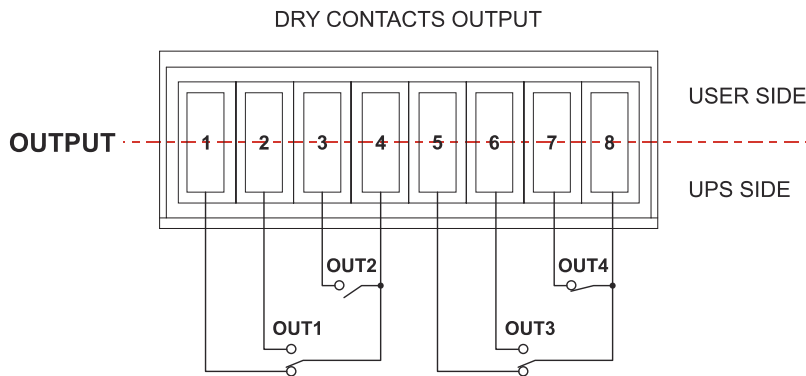 DRY CONTACTS OUTPUT
USER SIDE
OUTPUT 1 2 3 4 5 6 7 8
UPS SIDE
OUT2 OUT4
OUT1 OUT3